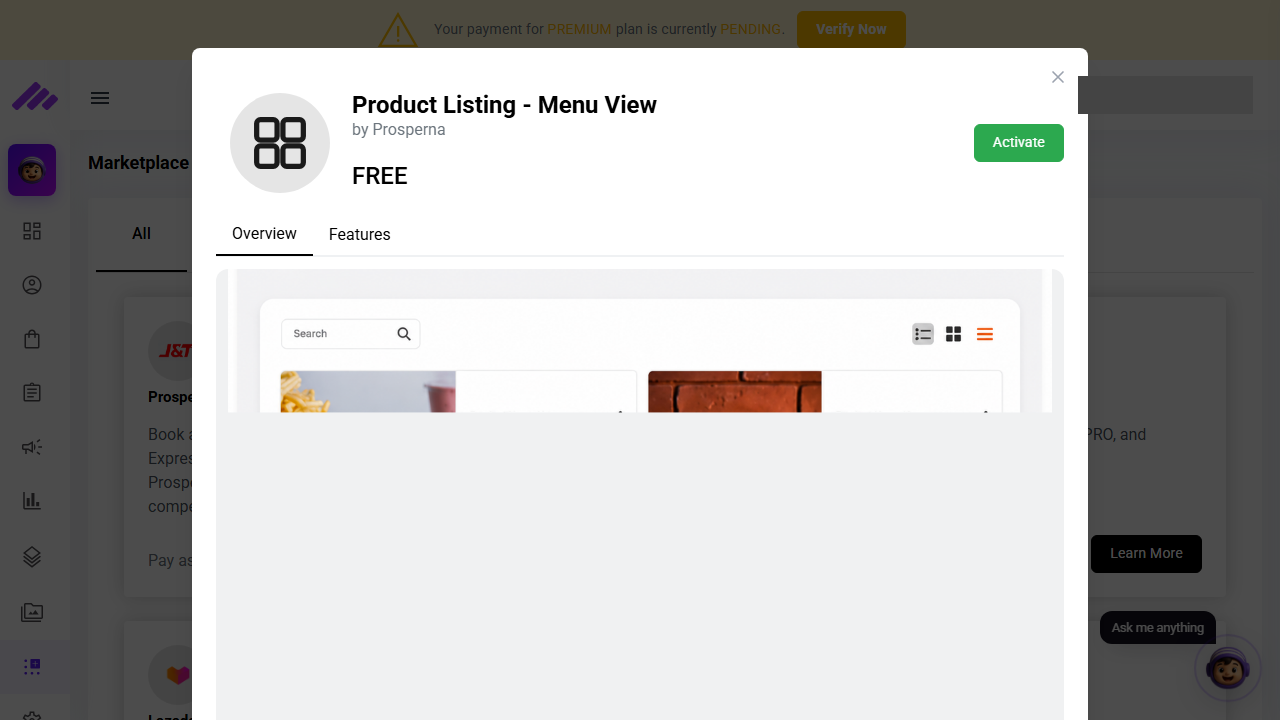 Your payment for PREMIUM plan is currently PENDING.
Verify Now
Product Listing - Menu View
by Prosperna
Activate
FREE
Marketplace
All
Overview
Features
Search
J&T
Prospe
Book a
Expres
Prospe
compe
Pay as
PRO, and
Learn More
Ask me anything